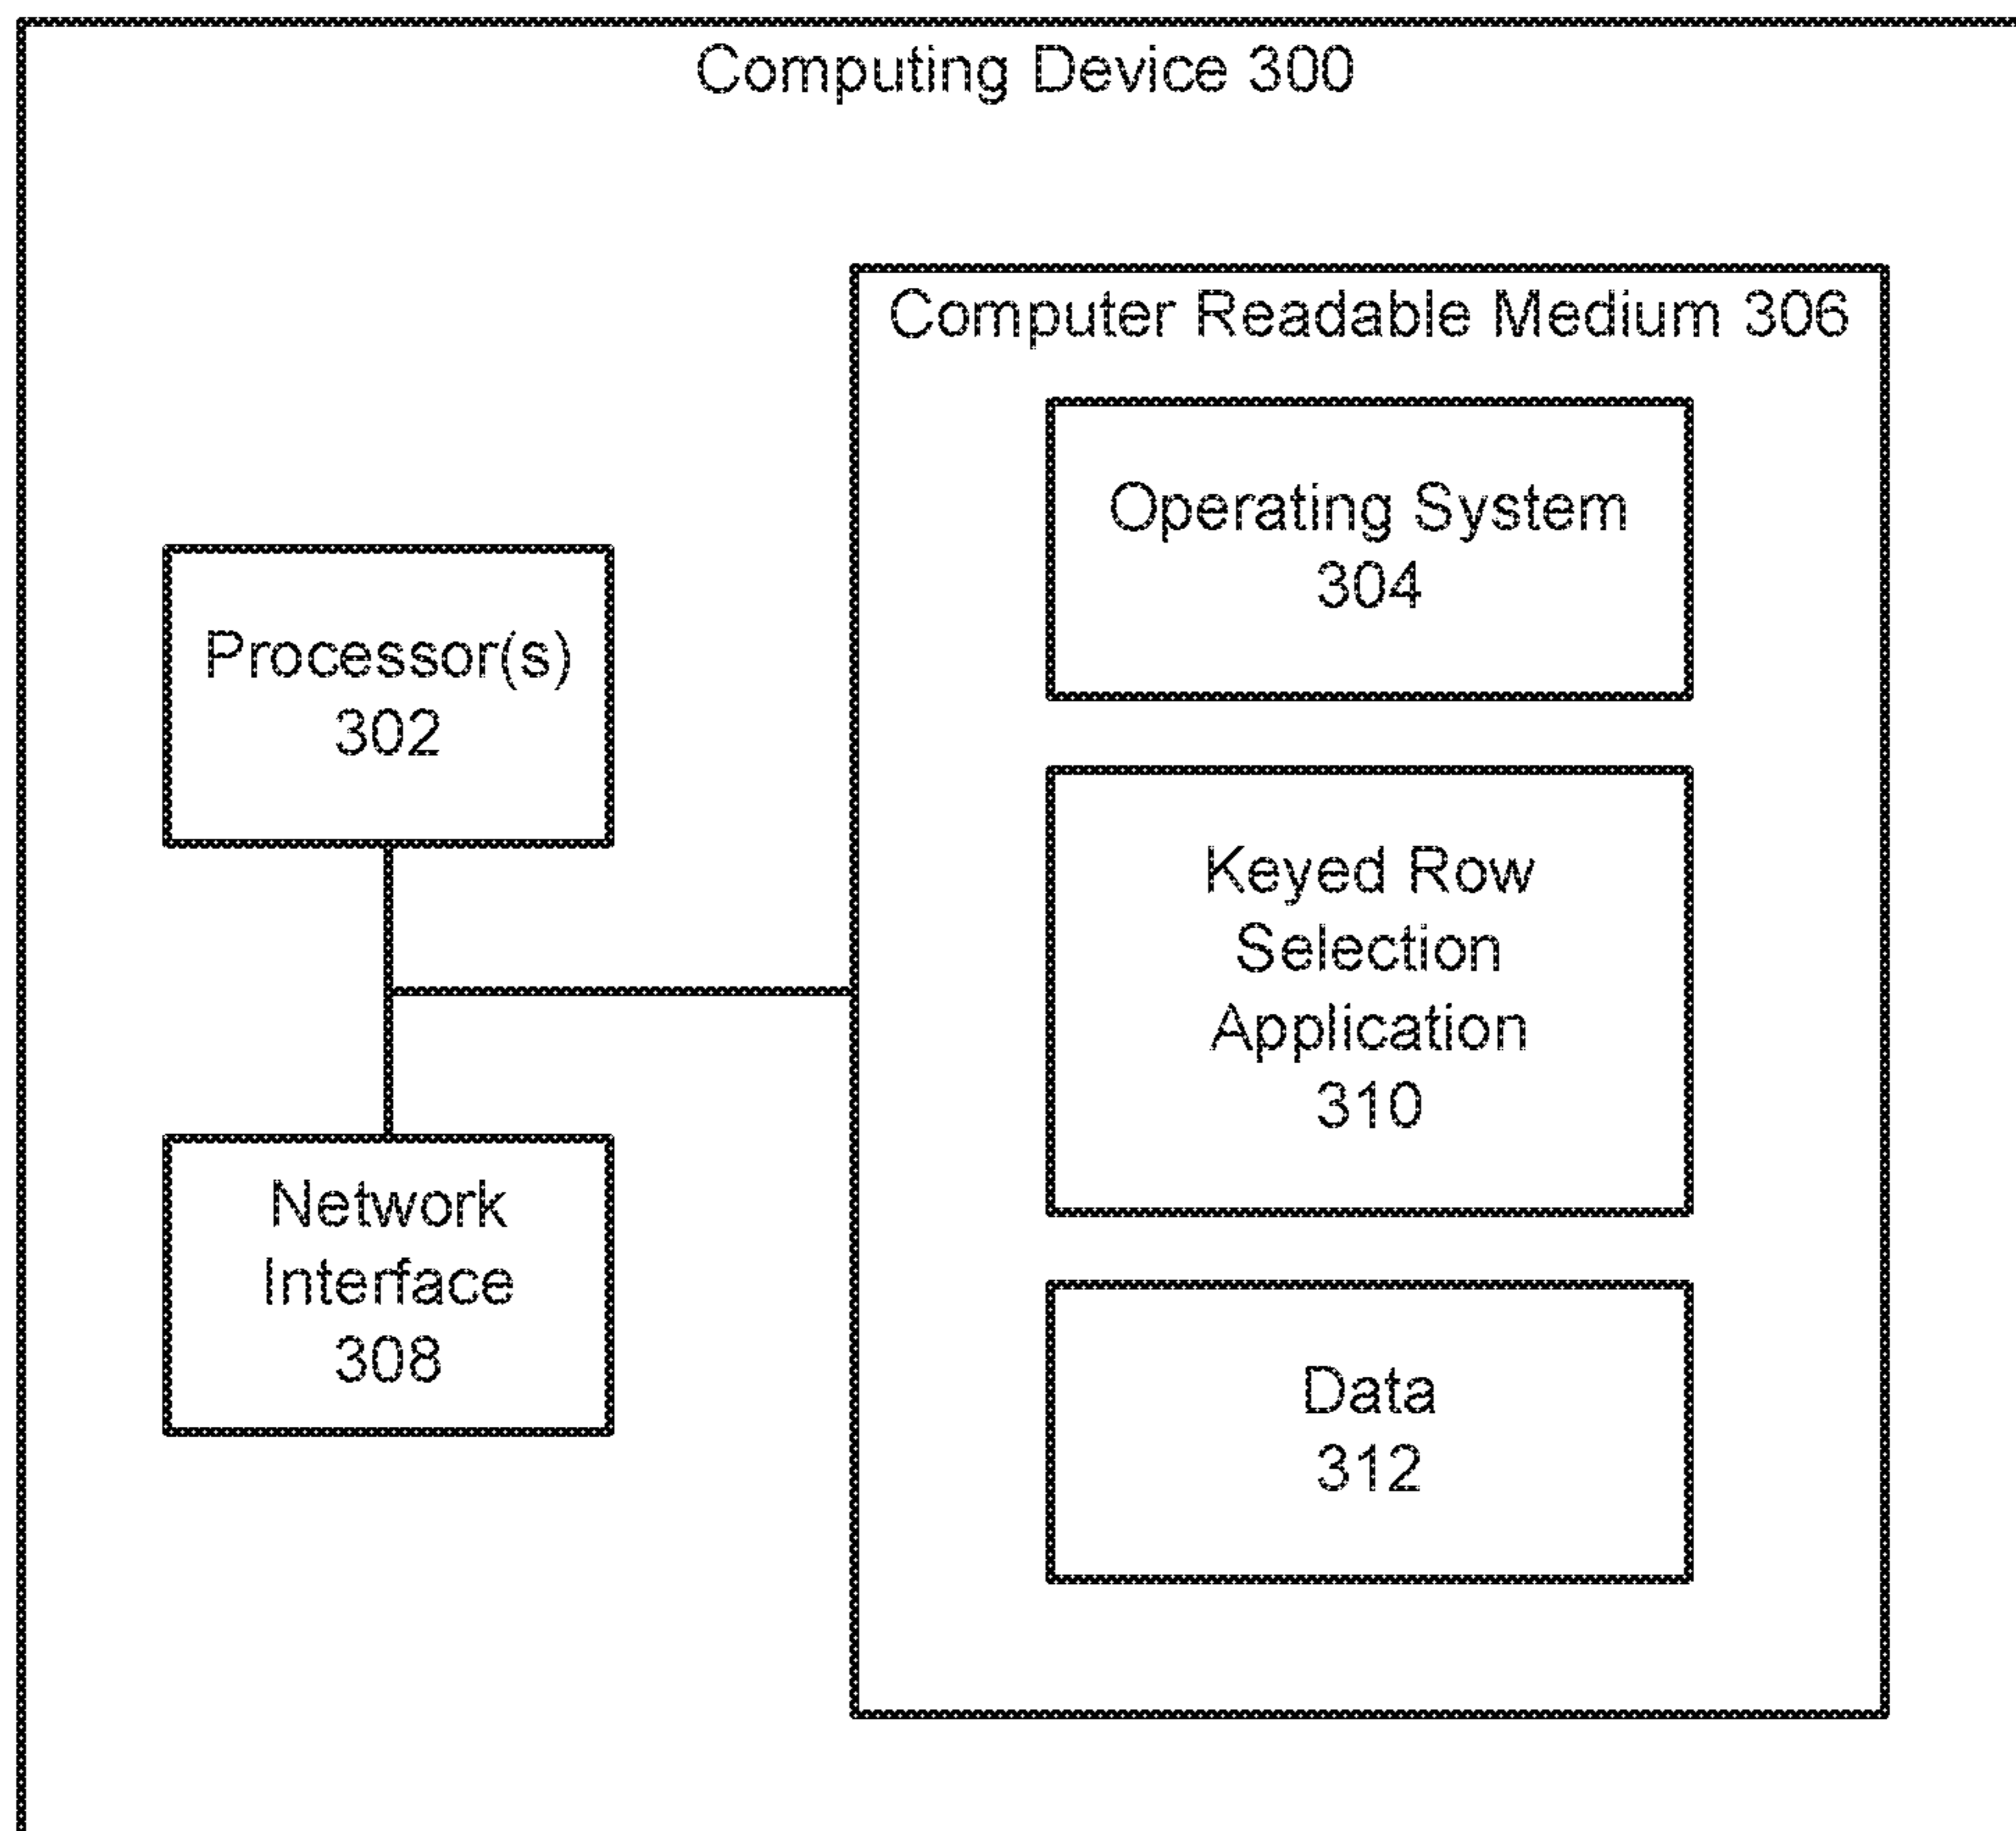 Computing Device 300
Computer Readable Medium 306
Operating System
304
Processor(s)
302
Keyed Row
Selection
Application
310
Network
Interface
308
Data
312